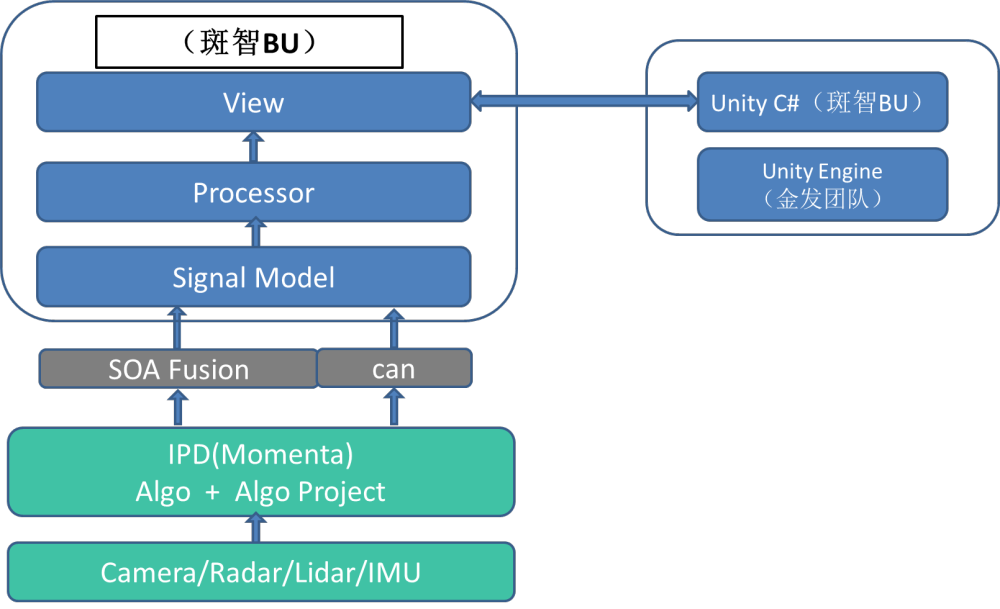 （斑智BU）
View
Processor
Signal Model
SOA Fusion
can
IPD(Momenta)
Algo + Algo Project
Camera/Radar/Lidar/IMU
Unity C#（斑智BU）
Unity Engine
（金发团队）